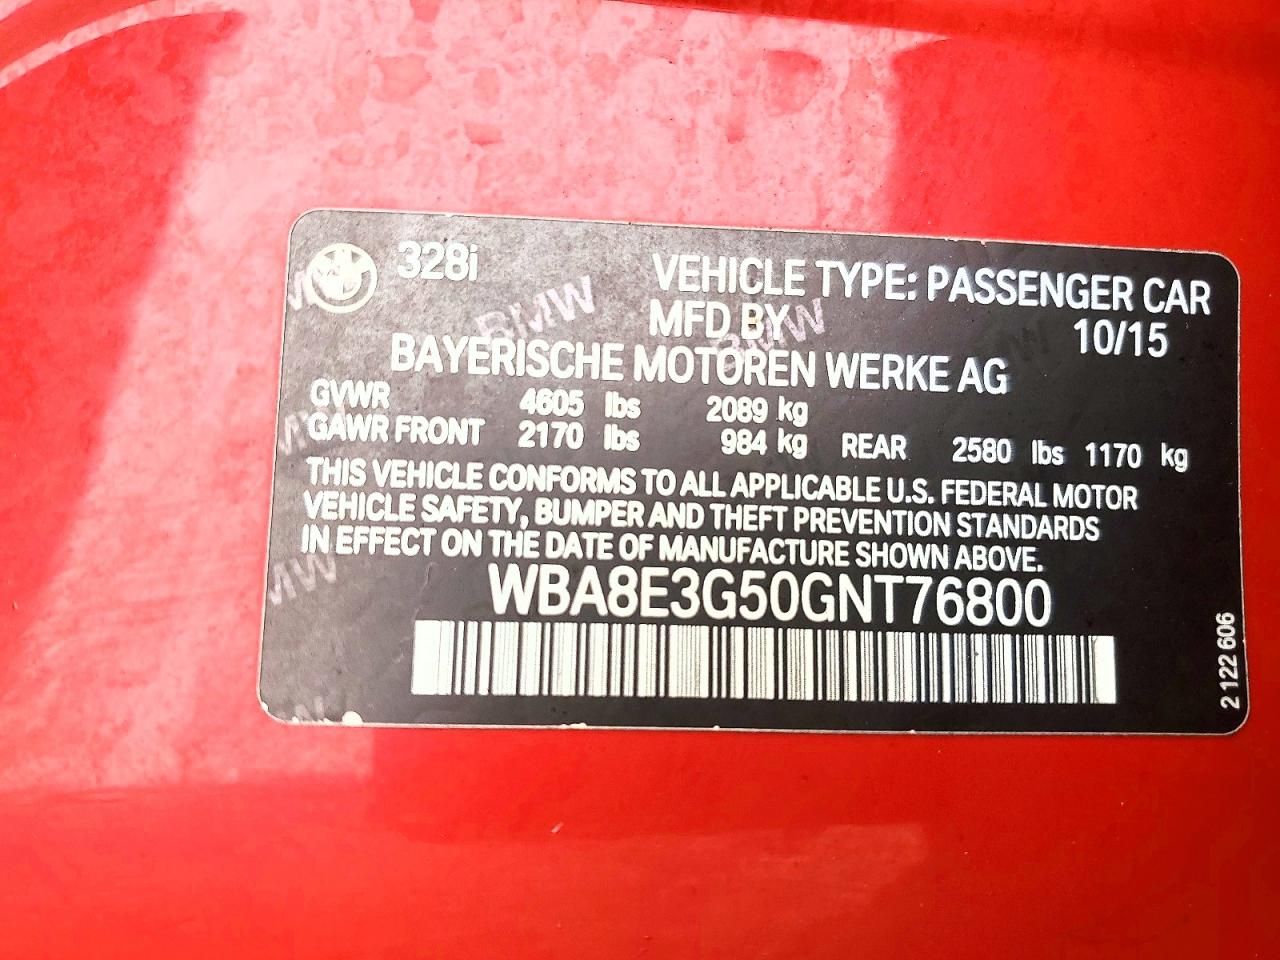 328i
VEHICLE TYPE: PASSENGER CAR
MFD BY 10/15
BAYERISCHE MOTOREN WERKE AG
GVWR 4605 lbs 2089 kg
GAWR FRONT 2170 lbs 984 kg REAR 2580 lbs 1170 kg
THIS VEHICLE CONFORMS TO ALL APPLICABLE U.S. FEDERAL MOTOR
VEHICLE SAFETY, BUMPER AND THEFT PREVENTION STANDARDS
IN EFFECT ON THE DATE OF MANUFACTURE SHOWN ABOVE.
WBA8E3G50GNT76800
2 122 606
BMW
BMW